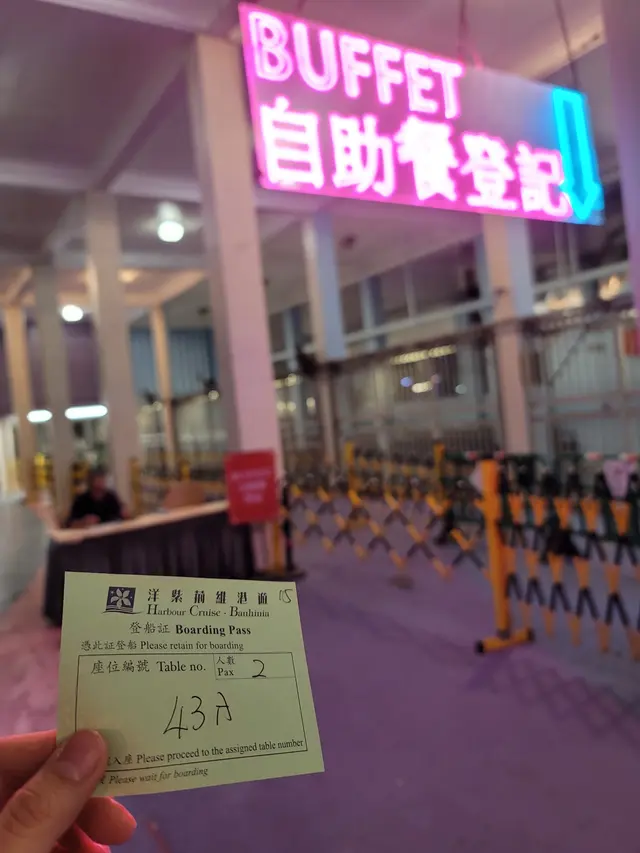 BUFFET
自助餐登記
洋紫荊維港遊
Harbour Cruise · Bauhinia
登船証 Boarding Pass
憑此証登船 Please retain for boarding
座位編號 Table no.
人數
Pax 2
43A
入座 Please proceed to the assigned table number
Please wait for boarding